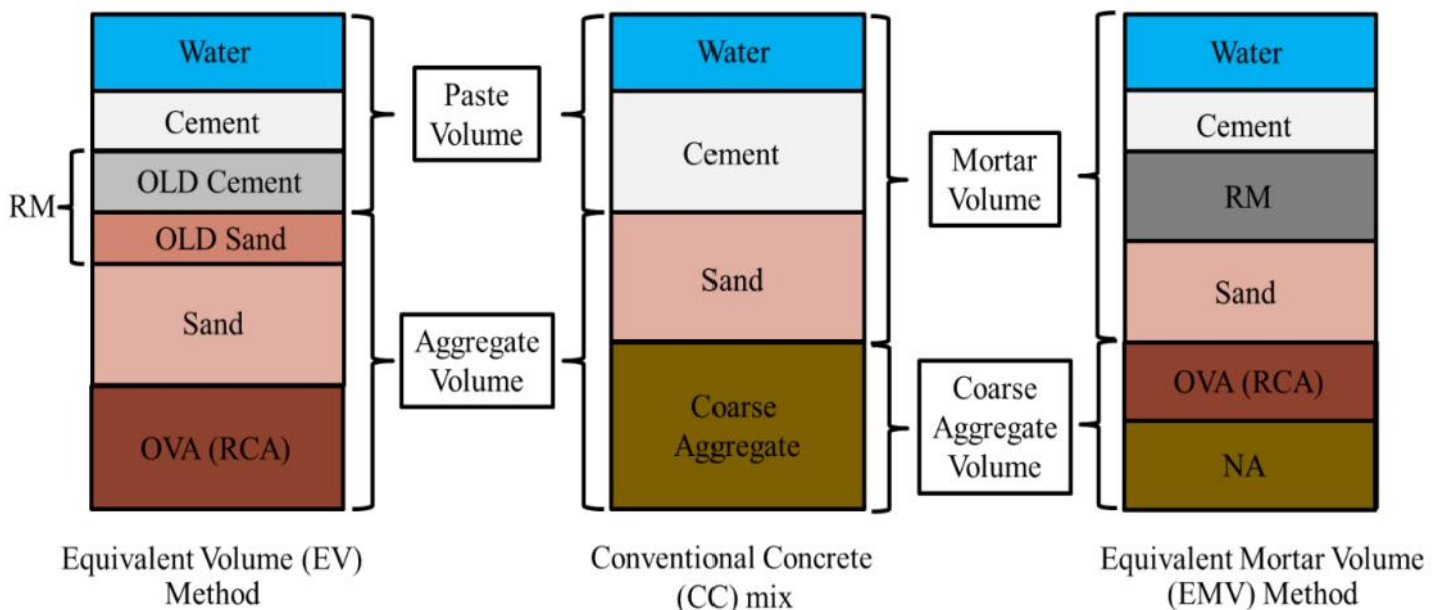 Water
Cement
OLD Cement
RM
OLD Sand
Sand
OVA (RCA)
Equivalent Volume (EV)
Method
Paste
Volume
Aggregate
Volume
Water
Cement
Sand
Coarse
Aggregate
Conventional Concrete
(CC) mix
Mortar
Volume
Coarse
Aggregate
Volume
Water
Cement
RM
Sand
OVA (RCA)
NA
Equivalent Mortar Volume
(EMV) Method